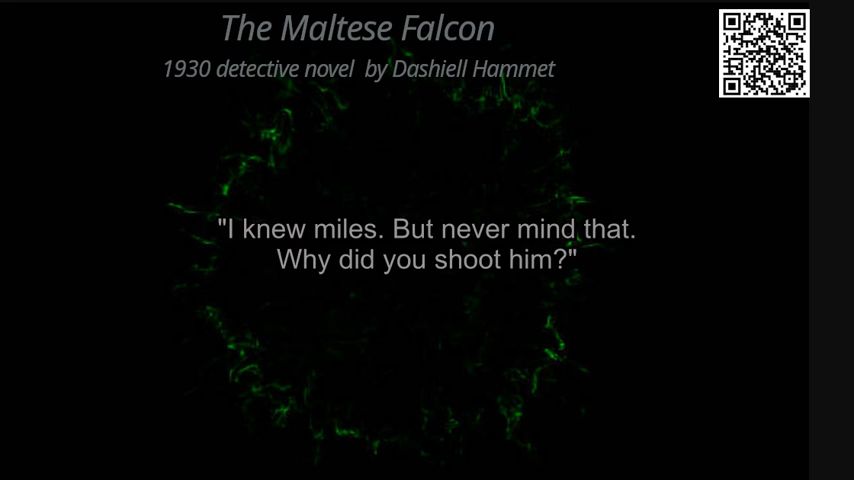 The Maltese Falcon
1930 detective novel by Dashiell Hammet
"I knew miles. But never mind that.
Why did you shoot him?"